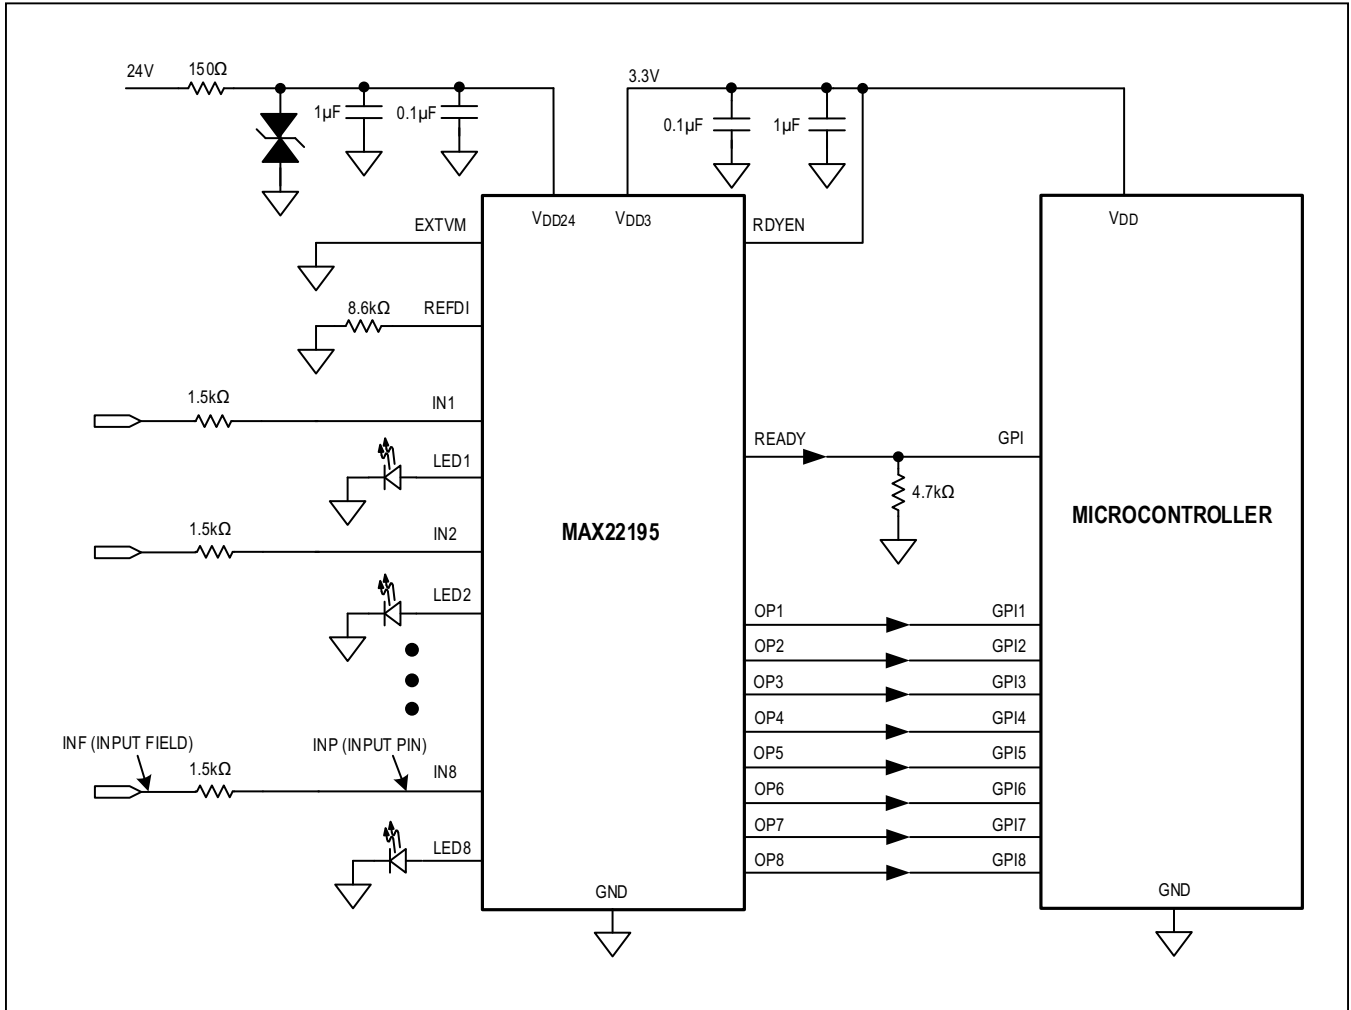 24V 150Ω 3.3V
1µF 0.1µF 0.1µF 1µF
EXTVM VDD24 VDD3 RDYEN VDD
8.6kΩ REFDI
1.5kΩ IN1
READY GPI
LED1
4.7kΩ
MAX22195 MICROCONTROLLER
1.5kΩ IN2
LED2
OP1 GPI1
OP2 GPI2
OP3 GPI3
OP4 GPI4
INF (INPUT FIELD) INP (INPUT PIN)
1.5kΩ IN8
OP5 GPI5
OP6 GPI6
OP7 GPI7
LED8
OP8 GPI8
GND GND